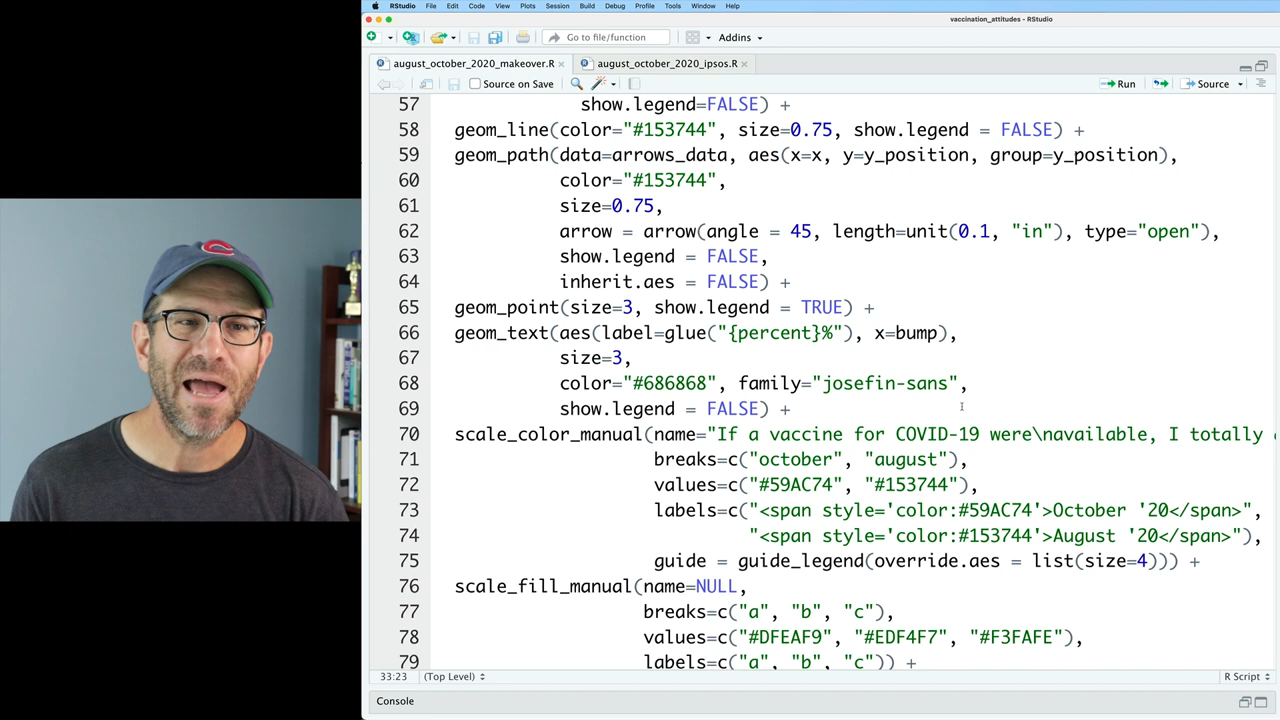 RStudio File Edit Code View Plots Session Build Debug Profile Tools Window Help
vaccination_attitudes - RStudio
Go to file/function Addins
august_october_2020_makeover.R august_october_2020_ipsos.R
Source on Save Run Source
57 show.legend=FALSE) +
58 geom_line(color="#153744", size=0.75, show.legend = FALSE) +
59 geom_path(data=arrows_data, aes(x=x, y=y_position, group=y_position),
60 color="#153744",
61 size=0.75,
62 arrow = arrow(angle = 45, length=unit(0.1, "in"), type="open"),
63 show.legend = FALSE,
64 inherit.aes = FALSE) +
65 geom_point(size=3, show.legend = TRUE) +
66 geom_text(aes(label=glue("{percent}%"), x=bump),
67 size=3,
68 color="#686868", family="josefin-sans",
69 show.legend = FALSE) +
70 scale_color_manual(name="If a vaccine for COVID-19 were\navailable, I totally
71 breaks=c("october", "august"),
72 values=c("#59AC74", "#153744"),
73 labels=c("<span style='color:#59AC74'>October '20</span>",
74 "<span style='color:#153744'>August '20</span>"),
75 guide = guide_legend(override.aes = list(size=4))) +
76 scale_fill_manual(name=NULL,
77 breaks=c("a", "b", "c"),
78 values=c("#DFEAF9", "#EDF4F7", "#F3FAFE"),
79 labels=c("a", "b", "c")) +
33:23 (Top Level) R Script
Console
C